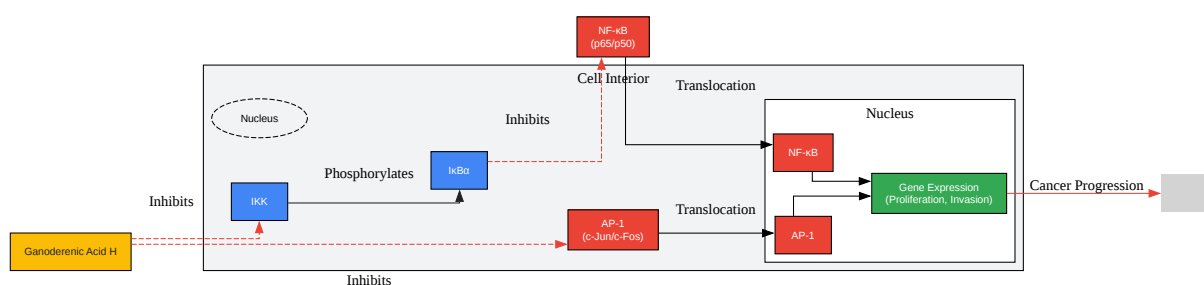 NF-κB
(p65/p50)
Cell Interior
Translocation
Nucleus
Nucleus
Inhibits
NF-κB
Phosphorylates
IκBα
IKK
Gene Expression
(Proliferation, Invasion)
Cancer Progression
Inhibits
Translocation
AP-1
(c-Jun/c-Fos)
AP-1
Ganoderenic Acid H
Inhibits